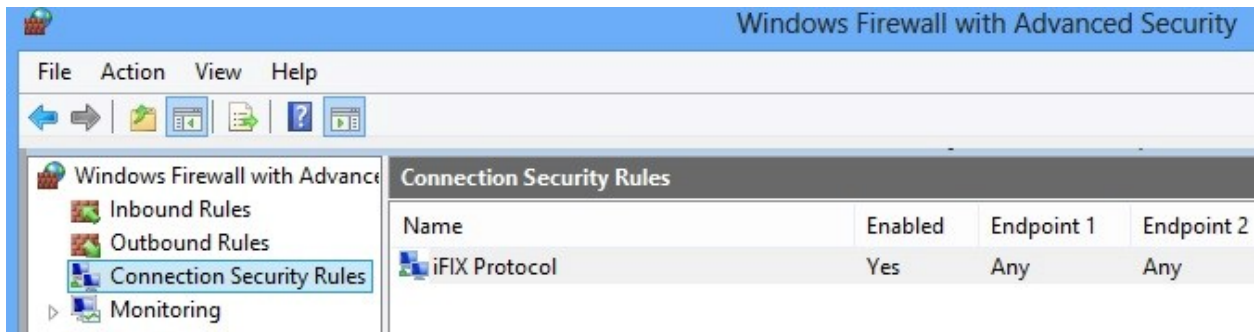 Windows Firewall with Advanced Security
File Action View Help
Windows Firewall with Advance
Inbound Rules
Outbound Rules
Connection Security Rules
Monitoring
Connection Security Rules
Name Enabled Endpoint 1 Endpoint 2
iFIX Protocol Yes Any Any